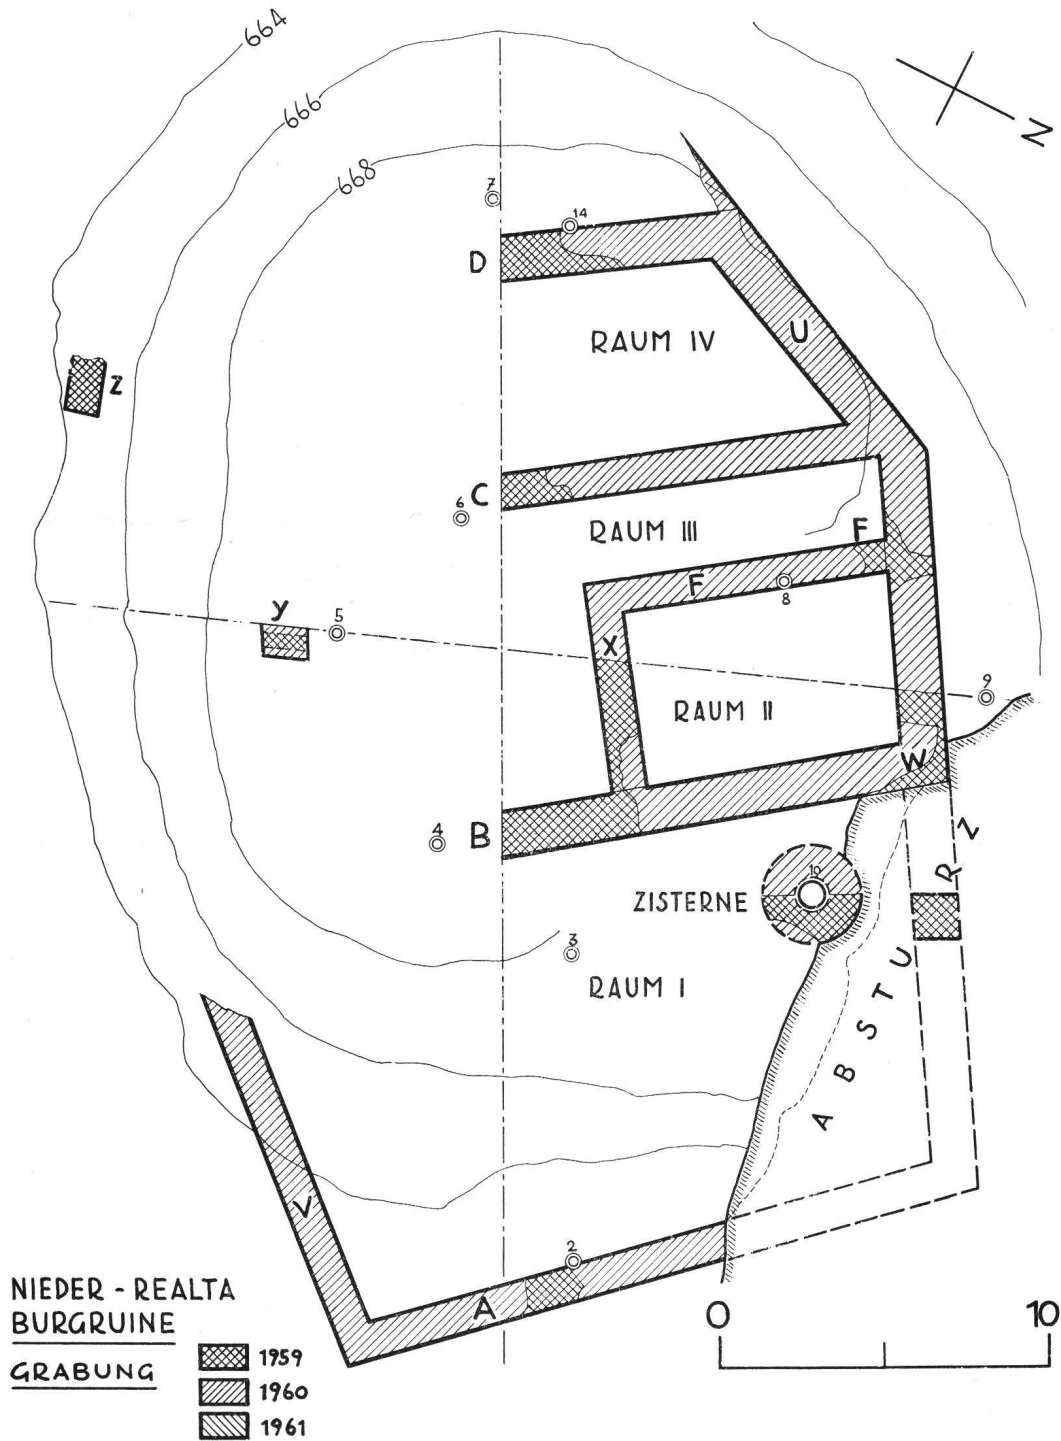 664
666
668
N
7
14
D
RAUM IV
U
Z
C
6
RAUM III
F
F
8
Y
5
X
9
RAUM II
W
4
B
ZISTERNE
10
3
RAUM I
ABSTURZ
V
2
A
NIEDER - REALTA
BURGRUINE
GRABUNG
1959
1960
1961
0
10